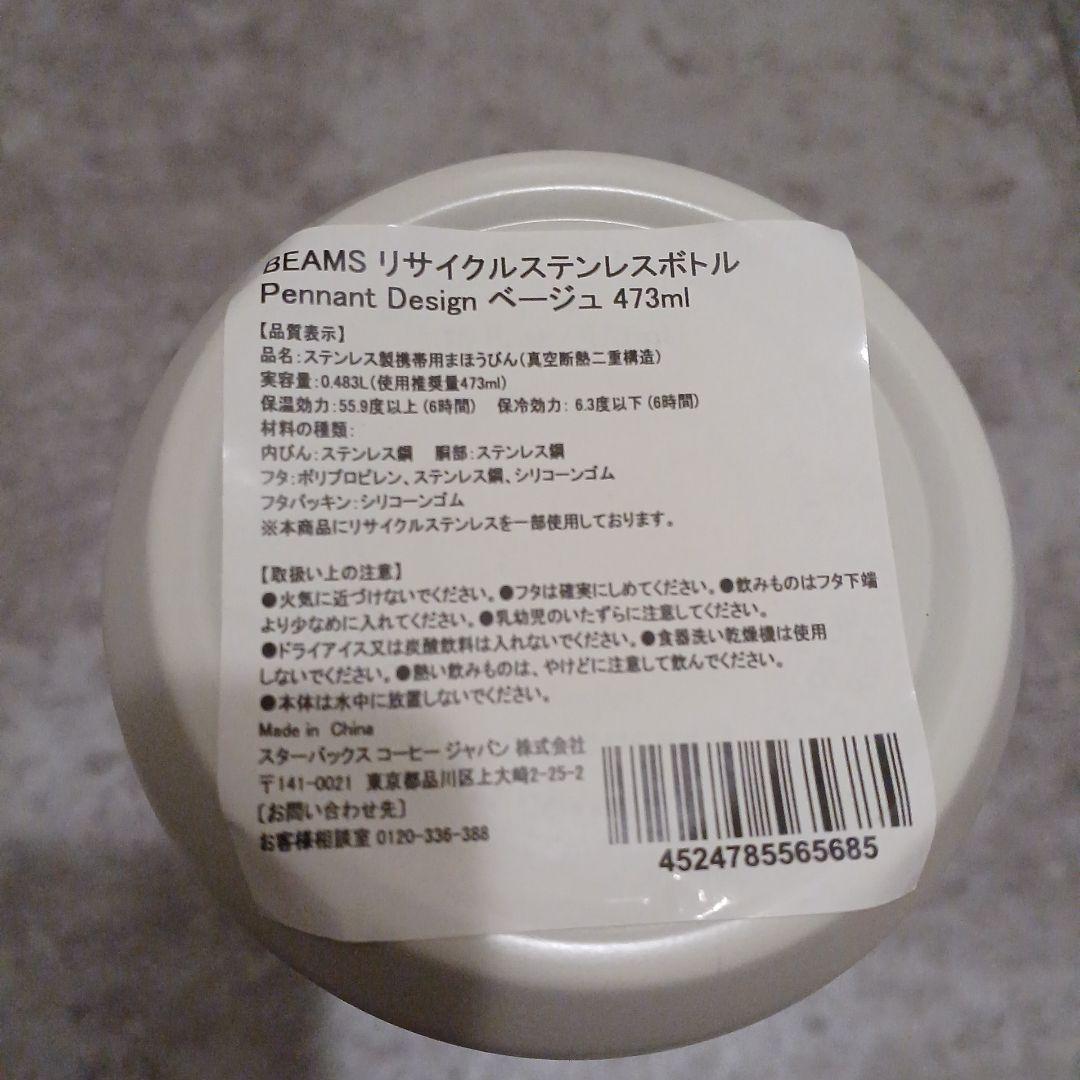 BEAMS リサイクルステンレスボトル
Pennant Design ベージュ 473ml
【品質表示】
品名：ステンレス製携帯用まほうびん（真空断熱二重構造）
実容量：0.483L（使用推奨量473ml）
保温効力：55.9度以上（6時間） 保冷効力：6.3度以下（6時間）
材料の種類：
内びん：ステンレス鋼 胴部：ステンレス鋼
フタ：ポリプロピレン、ステンレス鋼、シリコーンゴム
フタパッキン：シリコーンゴム
※本商品にリサイクルステンレスを一部使用しております。
【取扱い上の注意】
●火気に近づけないでください。●フタは確実にしめてください。●飲みものはフタ下端
より少なめに入れてください。●乳幼児のいたずらに注意してください。
●ドライアイス又は炭酸飲料は入れないでください。●食器洗い乾燥機は使用
しないでください。●熱い飲みものは、やけどに注意して飲んでください。
●本体は水中に放置しないでください。
Made in China
スターバックス コーヒー ジャパン 株式会社
〒141-0021 東京都品川区上大崎2-25-2
［お問い合わせ先］
お客様相談室 0120-336-388
4524785565685